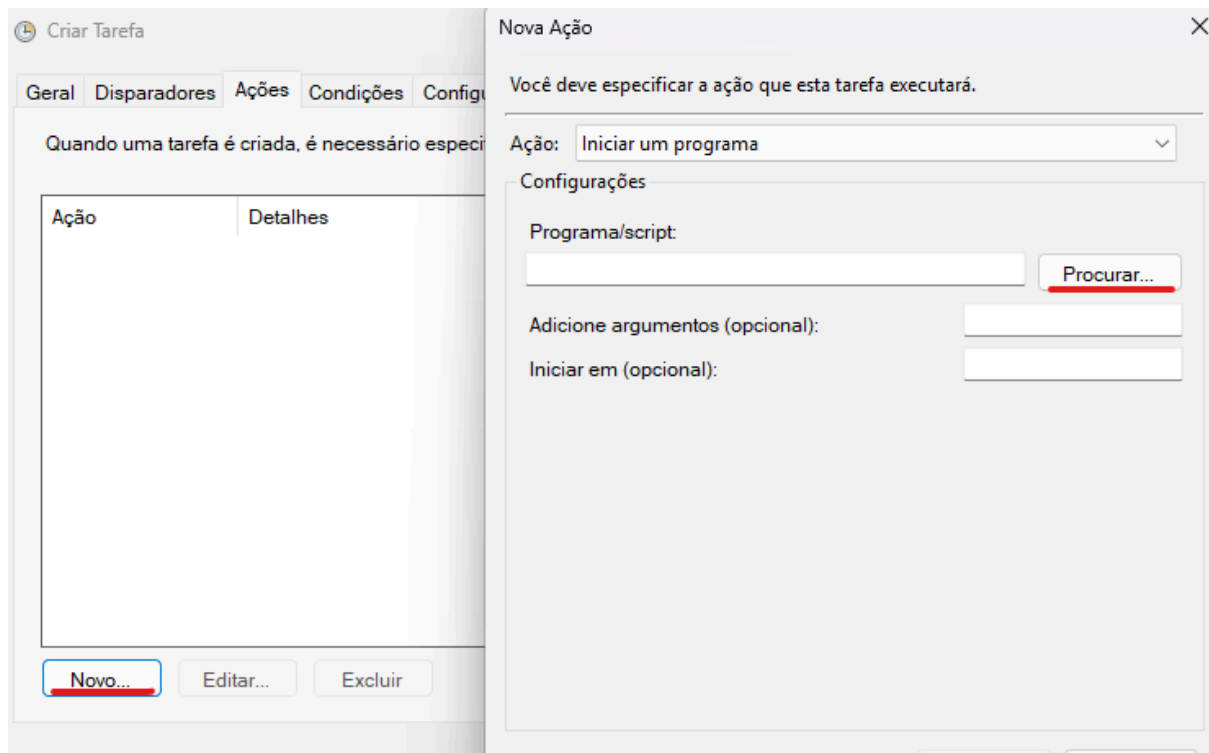 Criar Tarefa
Geral Disparadores Ações Condições Configu
Quando uma tarefa é criada, é necessário especi
Ação Detalhes
Novo... Editar... Excluir
Nova Ação
Você deve especificar a ação que esta tarefa executará.
Ação: Iniciar um programa
Configurações
Programa/script:
Procurar...
Adicione argumentos (opcional):
Iniciar em (opcional):